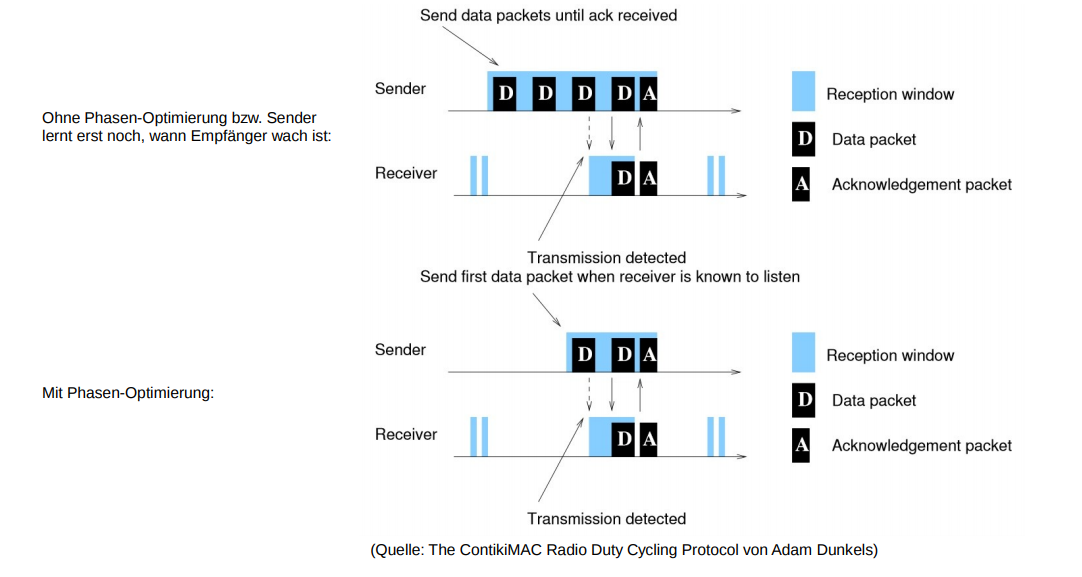 Send data packets until ack received
Sender
D D D D A
Reception window
Ohne Phasen-Optimierung bzw. Sender
lernt erst noch, wann Empfänger wach ist:
D Data packet
Receiver
D A
A Acknowledgement packet
Transmission detected
Send first data packet when receiver is known to listen
Sender
D D A
Reception window
Mit Phasen-Optimierung:
D Data packet
Receiver
D A
A Acknowledgement packet
Transmission detected
(Quelle: The ContikiMAC Radio Duty Cycling Protocol von Adam Dunkels)